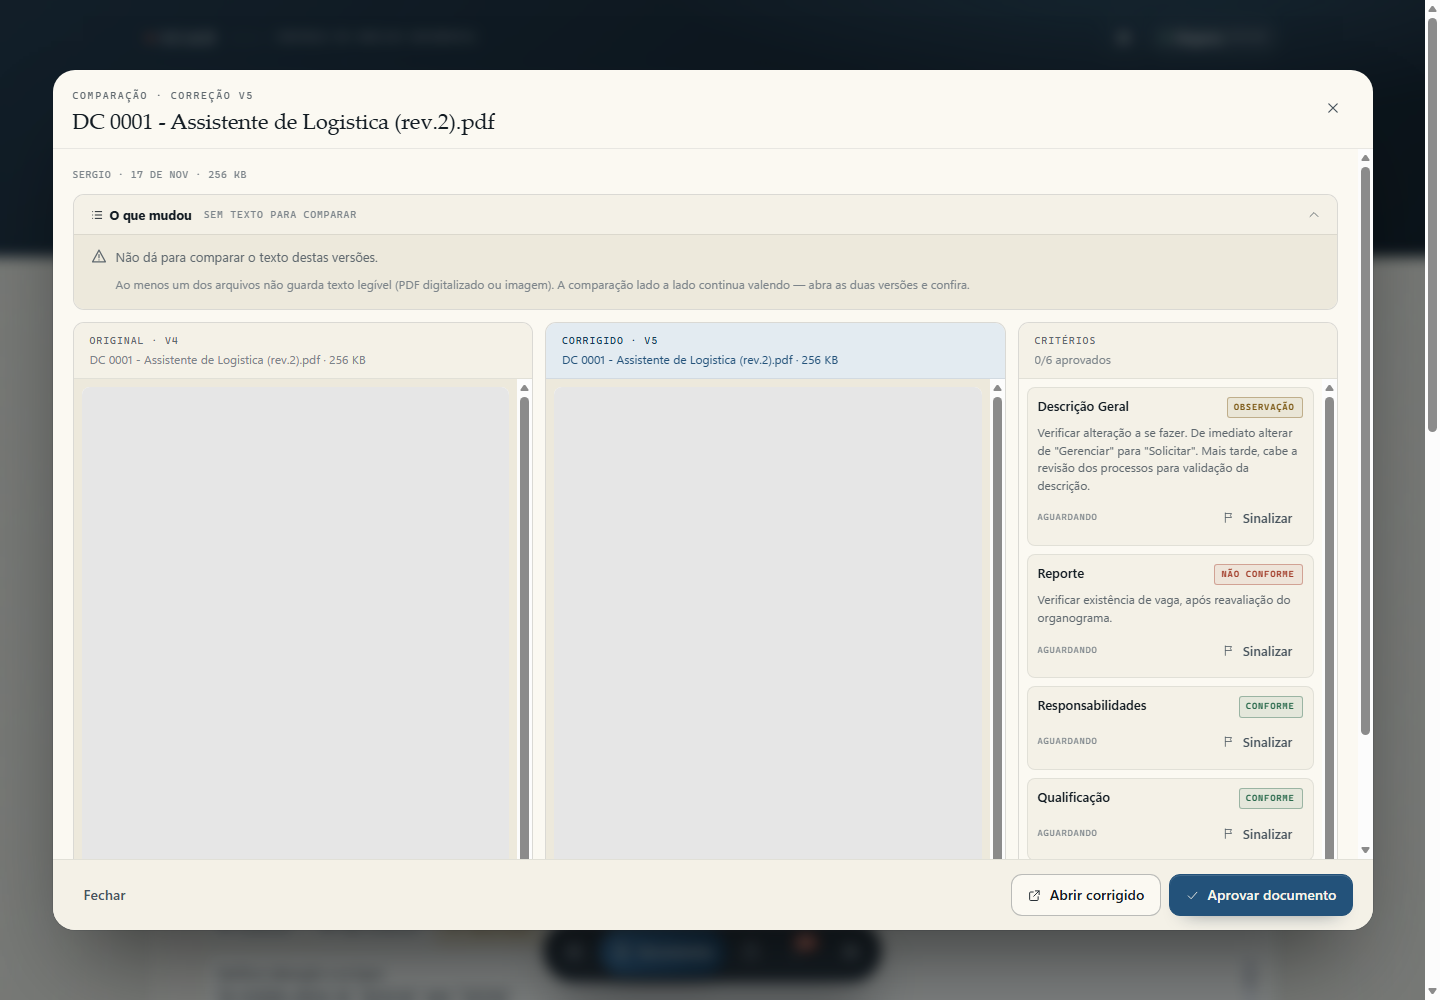 COMPARAÇÃO · CORREÇÃO V5
DC 0001 - Assistente de Logistica (rev.2).pdf
SERGIO · 17 DE NOV · 256 KB
O que mudou SEM TEXTO PARA COMPARAR
Não dá para comparar o texto destas versões.
Ao menos um dos arquivos não guarda texto legível (PDF digitalizado ou imagem). A comparação lado a lado continua valendo — abra as duas versões e confira.
ORIGINAL · V4
DC 0001 - Assistente de Logistica (rev.2).pdf · 256 KB
CORRIGIDO · V5
DC 0001 - Assistente de Logistica (rev.2).pdf · 256 KB
CRITÉRIOS
0/6 aprovados
Descrição Geral OBSERVAÇÃO
Verificar alteração a se fazer. De imediato alterar
de "Gerenciar" para "Solicitar". Mais tarde, cabe a
revisão dos processos para validação da
descrição.
AGUARDANDO Sinalizar
Reporte NÃO CONFORME
Verificar existência de vaga, após reavaliação do
organograma.
AGUARDANDO Sinalizar
Responsabilidades CONFORME
AGUARDANDO Sinalizar
Qualificação CONFORME
AGUARDANDO Sinalizar
Fechar
Abrir corrigido
Aprovar documento